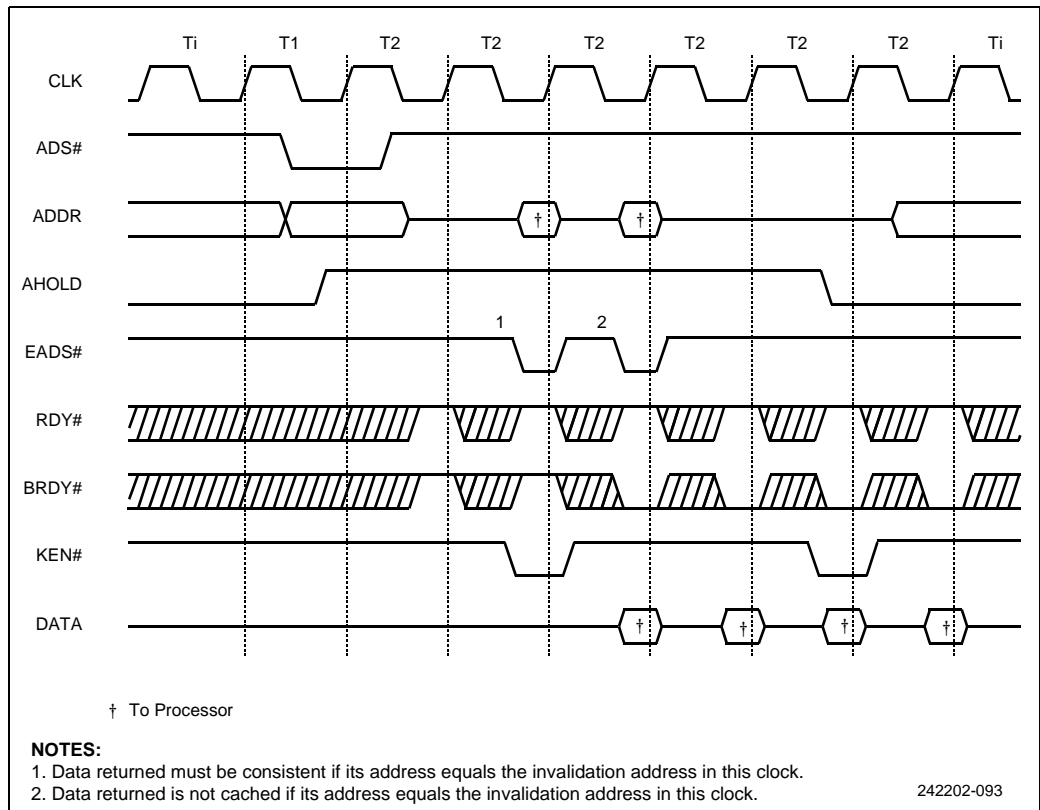 Ti T1 T2 T2 T2 T2 T2 T2 Ti
CLK
ADS#
ADDR † †
AHOLD
1 2
EADS#
RDY#
BRDY#
KEN#
DATA † † † †
† To Processor
NOTES:
1. Data returned must be consistent if its address equals the invalidation address in this clock.
2. Data returned is not cached if its address equals the invalidation address in this clock.
242202-093